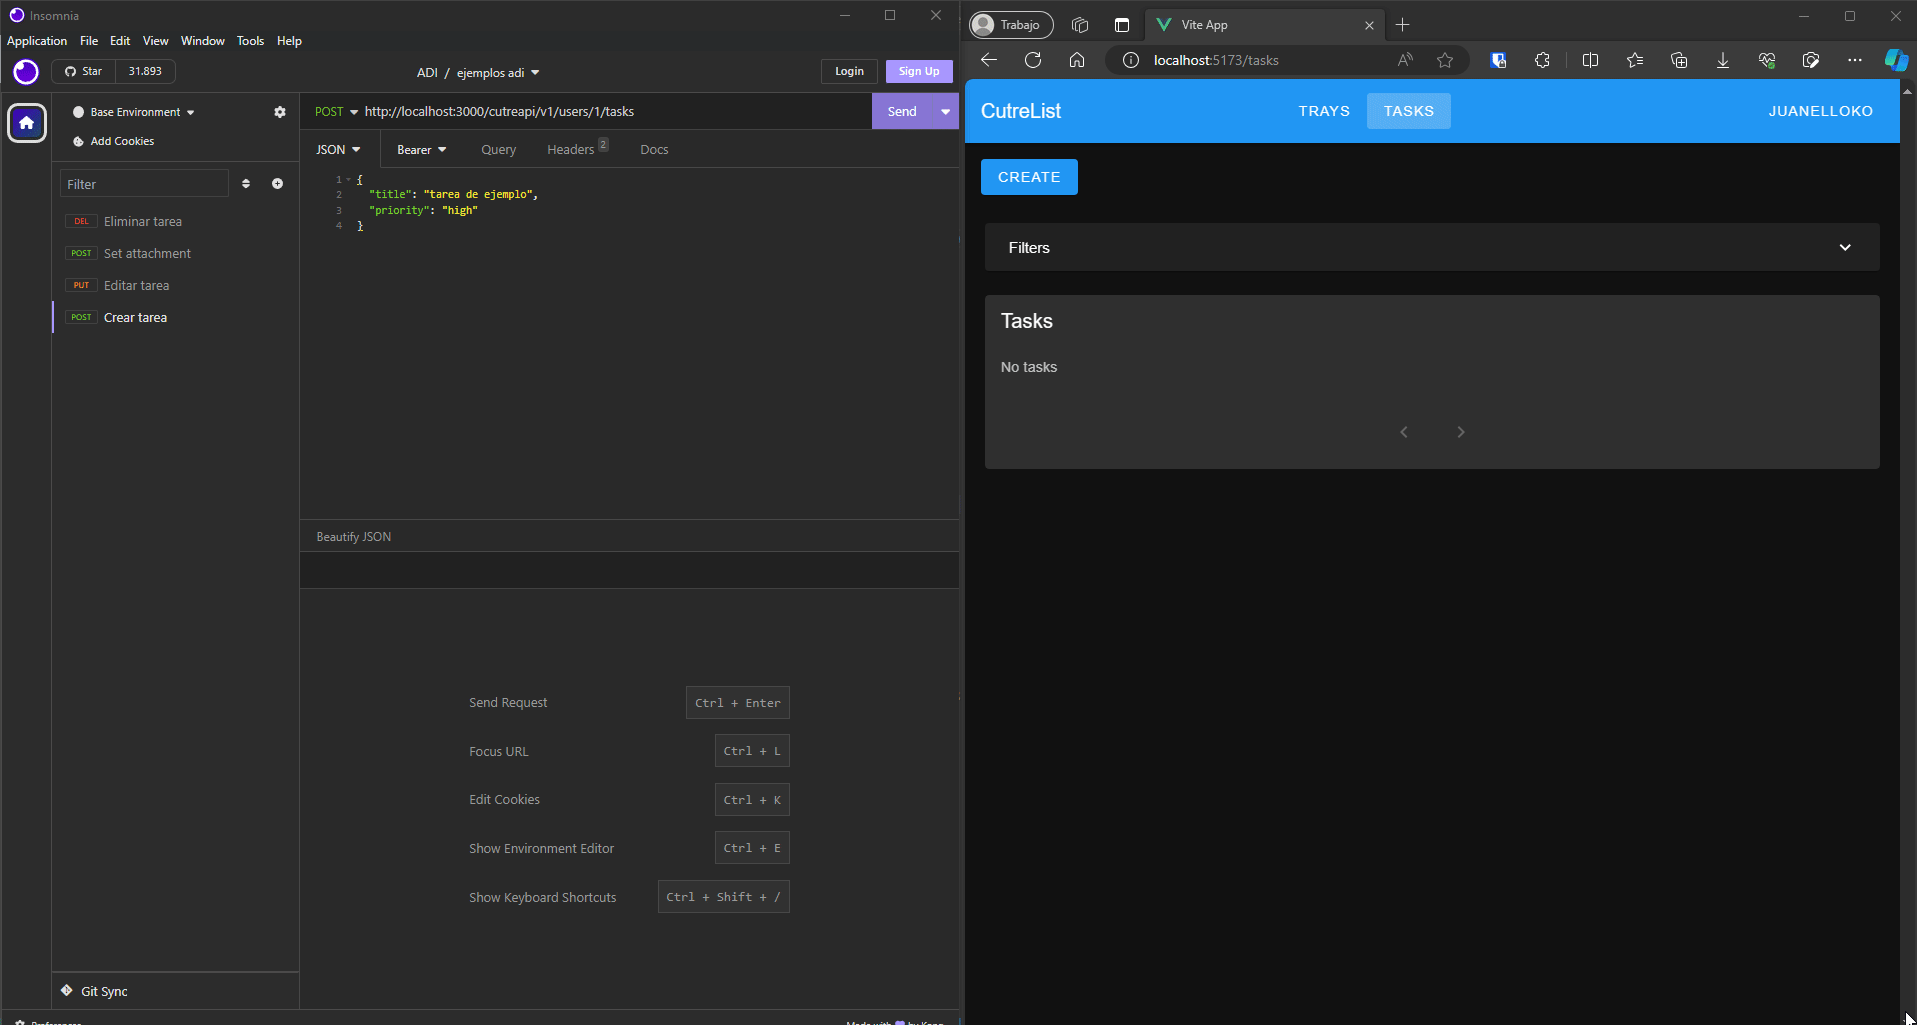 Insomnia
Application File Edit View Window Tools Help
Star 31.893
ADI / ejemplos adi
Login Sign Up
Base Environment
Add Cookies
Filter
DEL Eliminar tarea
POST Set attachment
PUT Editar tarea
POST Crear tarea
Git Sync
Preferences
POST http://localhost:3000/cutreapi/v1/users/1/tasks Send
JSON Bearer Query Headers 2 Docs
1 {
2 "title": "tarea de ejemplo",
3 "priority": "high"
4 }
Beautify JSON
Send Request Ctrl + Enter
Focus URL Ctrl + L
Edit Cookies Ctrl + K
Show Environment Editor Ctrl + E
Show Keyboard Shortcuts Ctrl + Shift + /
Made with by Kong
Trabajo
Vite App
localhost:5173/tasks
CutreList TRAYS TASKS JUANELLOKO
CREATE
Filters
Tasks
No tasks